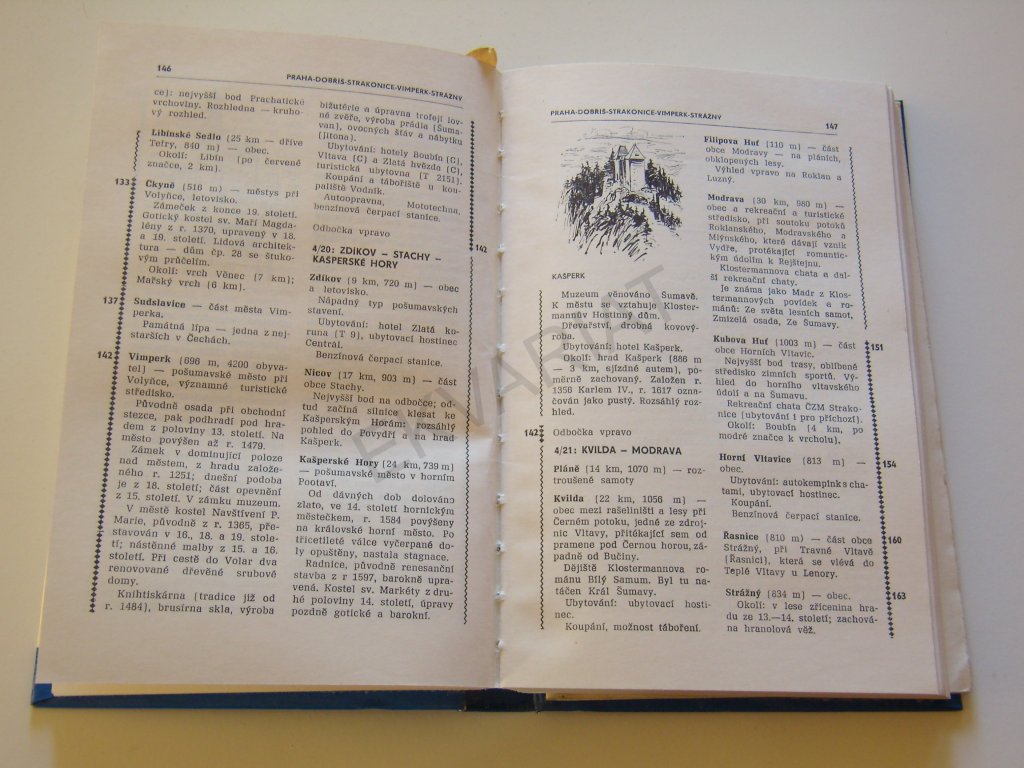 146
PRAHA-DOBŘÍŠ-STRAKONICE-VIMPERK-STRÁŽNÝ
ce]: nejvyšší bod Prachatické
vrchoviny. Rozhledna — kruho-
vý rozhled.
Libínské Sedlo (25 km — dříve
Tefry, 840 m) — obec.
Okolí: Libín (po červené
značce, 2 km).
133
Čkyně (516 m) — městys při
Volyňce, letovisko.
Zámeček z konce 19. století.
Gotický kostel sv. Maří Magda-
lény z r. 1370, upravený v 18.
a 19. století. Lidová architek-
tura — dům čp. 28 se štuko-
vým průčelím.
Okolí: vrch Věnec (7 km);
Mařský vrch (6 km).
137
Sudslavice — část města Vim-
perka.
Památná lípa — jedna z nej-
starších v Čechách.
142
Vimperk (696 m, 4200 obyva-
tel) — pošumavské město při
Volyňce, významné turistické
středisko.
Původně osada při obchodní
stezce, pak podhradí pod hra-
dem z poloviny 13. století. Na
město povýšen až r. 1479.
Zámek v dominující poloze
nad městem, z hradu založe-
ného r. 1251; dnešní podoba
je z 18. století; část opevnění
z 15. století. V zámku muzeum.
V městě kostel Navštívení P.
Marie, původně z r. 1365, pře-
stavován v 16., 18. a 19. stole-
tí; nástěnné malby z 15. a 16.
století. Při cestě do Volar dva
renovované dřevěné srubové
domy.
Knihtiskárna (tradice již od
r. 1484), brusírna skla, výroba
bižutérie a úpravna trofejí lov-
né zvěře, výroba prádla (Šuma-
van), ovocných šťáv a nábytku
(Jitona).
Ubytování: hotely Boubín (C),
Vltava (C) a Zlatá hvězda (C),
turistická ubytovna (T 2151).
Koupání a tábořiště u kou-
paliště Vodník.
Autoopravna, Mototechna,
benzínová čerpací stanice.
Odbočka vpravo
142
4/20: ZDÍKOV – STACHY –
KAŠPERSKÉ HORY
Zdíkov (9 km, 720 m) — obec
a letovisko.
Nápadný typ pošumavských
stavení.
Ubytování: hotel Zlatá ko-
runa (T 9), ubytovací hostinec
Centrál.
Benzínová čerpací stanice.
Nicov (17 km, 903 m) — část
obce Stachy.
Nejvyšší bod na odbočce; od-
tud začíná silnice klesat ke
Kašperským Horám: rozsáhlý
pohled do Povydří a na hrad
Kašperk.
Kašperské Hory (24 km, 739 m)
— pošumavské město v horním
Pootaví.
Od dávných dob dolováno
zlato, ve 14. století hornickým
městečkem, r. 1584 povýšeny
na královské horní město. Po
třicetileté válce vyčerpané do-
ly opuštěny, nastala stagnace.
Radnice, původně renesanční
stavba z r. 1597, barokně upra-
vená. Kostel sv. Markéty z dru-
hé poloviny 14. století, úpravy
pozdně gotické a barokní.
PRAHA-DOBŘÍŠ-STRAKONICE-VIMPERK-STRÁŽNÝ
147
KAŠPERK
Muzeum věnováno Šumavě.
K městu se vztahuje Kloster-
mannův Hostinný dům.
Dřevařství, drobná kovový-
roba.
Ubytování: hotel Kašperk.
Okolí: hrad Kašperk (886 m
— 3 km, sjízdné autem), po-
měrně zachovalý. Založen r.
1356 Karlem IV., r. 1617 ozna-
čován jako pustý. Rozsáhlý roz-
hled.
142
Odbočka vpravo
4/21: KVILDA – MODRAVA
Pláně (14 km, 1070 m) — roz-
troušené samoty
Kvilda (22 km, 1056 m) —
obec mezi rašeliništi a lesy při
Černém potoku, jedné ze zdroj-
nic Vltavy, přitékající sem od
pramene pod Černou horou, zá-
padně od Bučiny.
Dějiště Klostermannova ro-
mánu Bílý Samum. Byl tu na-
táčen Král Šumavy.
Ubytování: ubytovací hosti-
nec.
Koupání, možnost táboření.
Filipova Huť (110 m) — část
obce Modravy — na pláních,
obklopených lesy.
Výhled vpravo na Roklan a
Luzný.
Modrava (30 km, 980 m) —
obec a rekreační a turistické
středisko, při soutoku potoků
Roklanského, Modravského a
Mlýnského, které dávají vznik
Vydře, protékající romantic-
kým údolím k Rejštejnu.
Klostermannova chata a dal-
ší rekreační chaty.
Je známa jako Madr z Klos-
termannových povídek a ro-
mánů: Ze světa lesních samot,
Zmizelá osada, Ze Šumavy.
151
Kubova Huť (1003 m) — část
obce Horních Vltavic.
Nejvyšší bod trasy, oblíbené
středisko zimních sportů. Vý-
hled do horního vltavského
údolí a na Šumavu.
Rekreační chata ČZM Strako-
nice (ubytování i pro příchozí).
Okolí: Boubín (4 km, po
modré značce k vrcholu).
154
Horní Vltavice (813 m) —
obec.
Ubytování: autokempink s cha-
tami, ubytovací hostinec.
Koupání.
Benzínová čerpací stanice.
160
Řasnice (810 m) — část obce
Strážný, při Travné Vltavě
(Řasnici), která se vlévá do
Teplé Vltavy u Lenory.
163
Strážný (834 m) — obec.
Okolí: v lese zřícenina hra-
du ze 13.—14. století; zachová-
na hranolová věž.